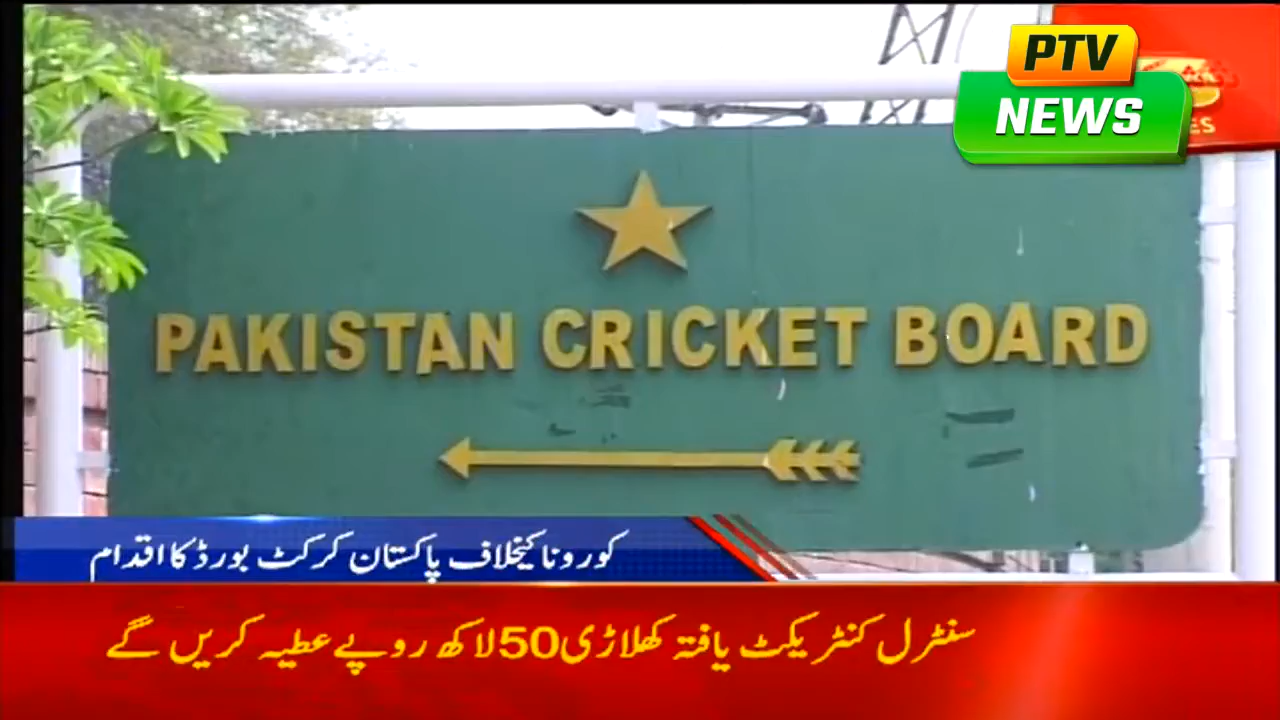 PTV
NEWS
ES
PAKISTAN CRICKET BOARD
کورونا کیخلاف پاکستان کرکٹ بورڈ کا اقدام
سنٹرل کنٹریکٹ یافتہ کھلاڑی 50 لاکھ روپے عطیہ کریں گے